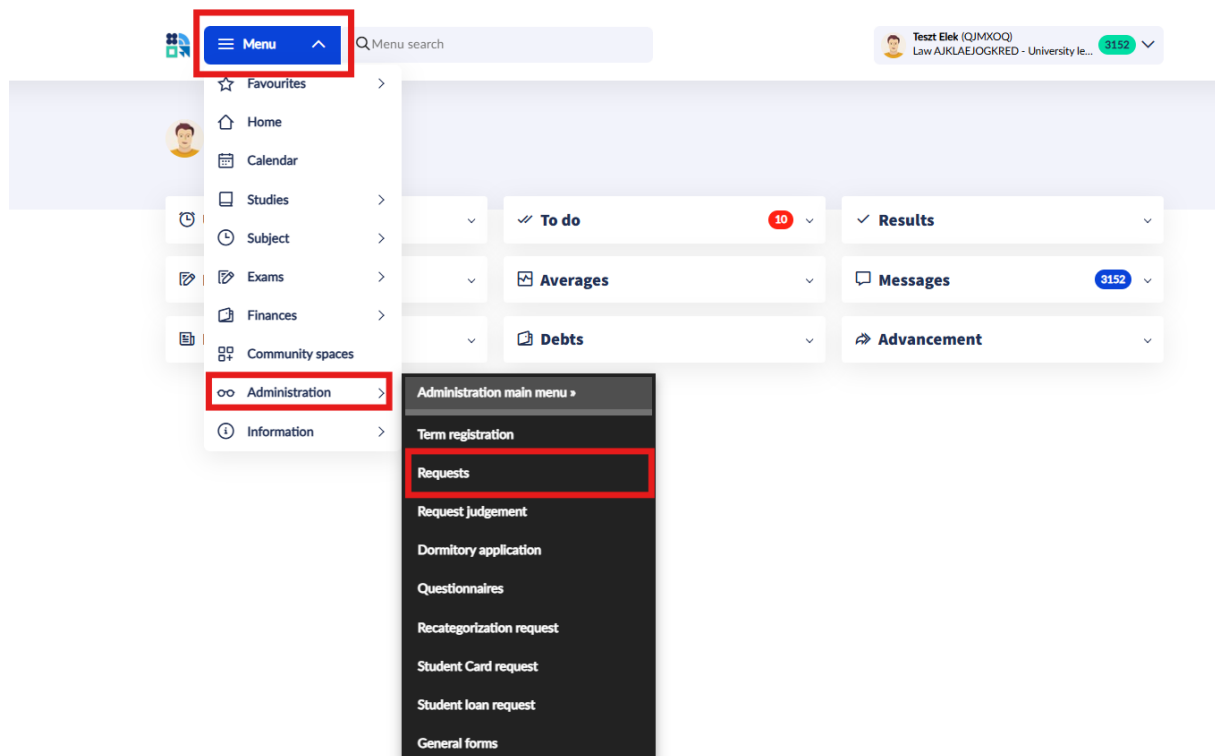 Menu
Menu search
Teszt Elek (QJMXOQ)
Law AJKLAEJOGKRED - University le...
3152
Favourites
Home
Calendar
Studies
Subject
Exams
Finances
Community spaces
Administration
Information
To do
10
Results
Averages
Messages
3152
Debts
Advancement
Administration main menu »
Term registration
Requests
Request judgement
Dormitory application
Questionnaires
Recategorization request
Student Card request
Student loan request
General forms